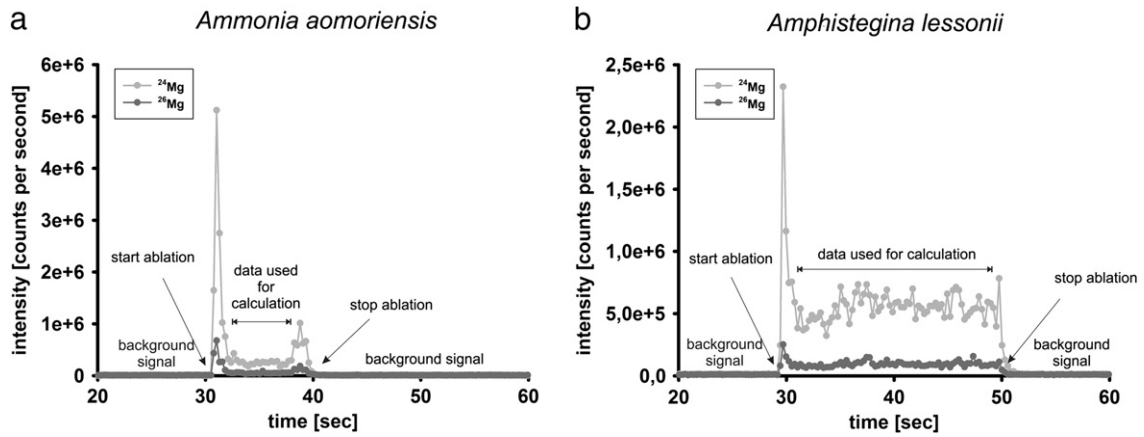 a
Ammonia aomoriensis
6e+6
5e+6
4e+6
3e+6
2e+6
1e+6
0
intensity [counts per second]
²⁴Mg
²⁶Mg
start ablation
data used
for
calculation
stop ablation
background
signal
background signal
20
30
40
50
60
time [sec]
b
Amphistegina lessonii
2,5e+6
2,0e+6
1,5e+6
1,0e+6
5,0e+5
0,0
intensity [counts per second]
²⁴Mg
²⁶Mg
start ablation
data used for calculation
stop ablation
background
signal
background
signal
20
30
40
50
60
time [sec]